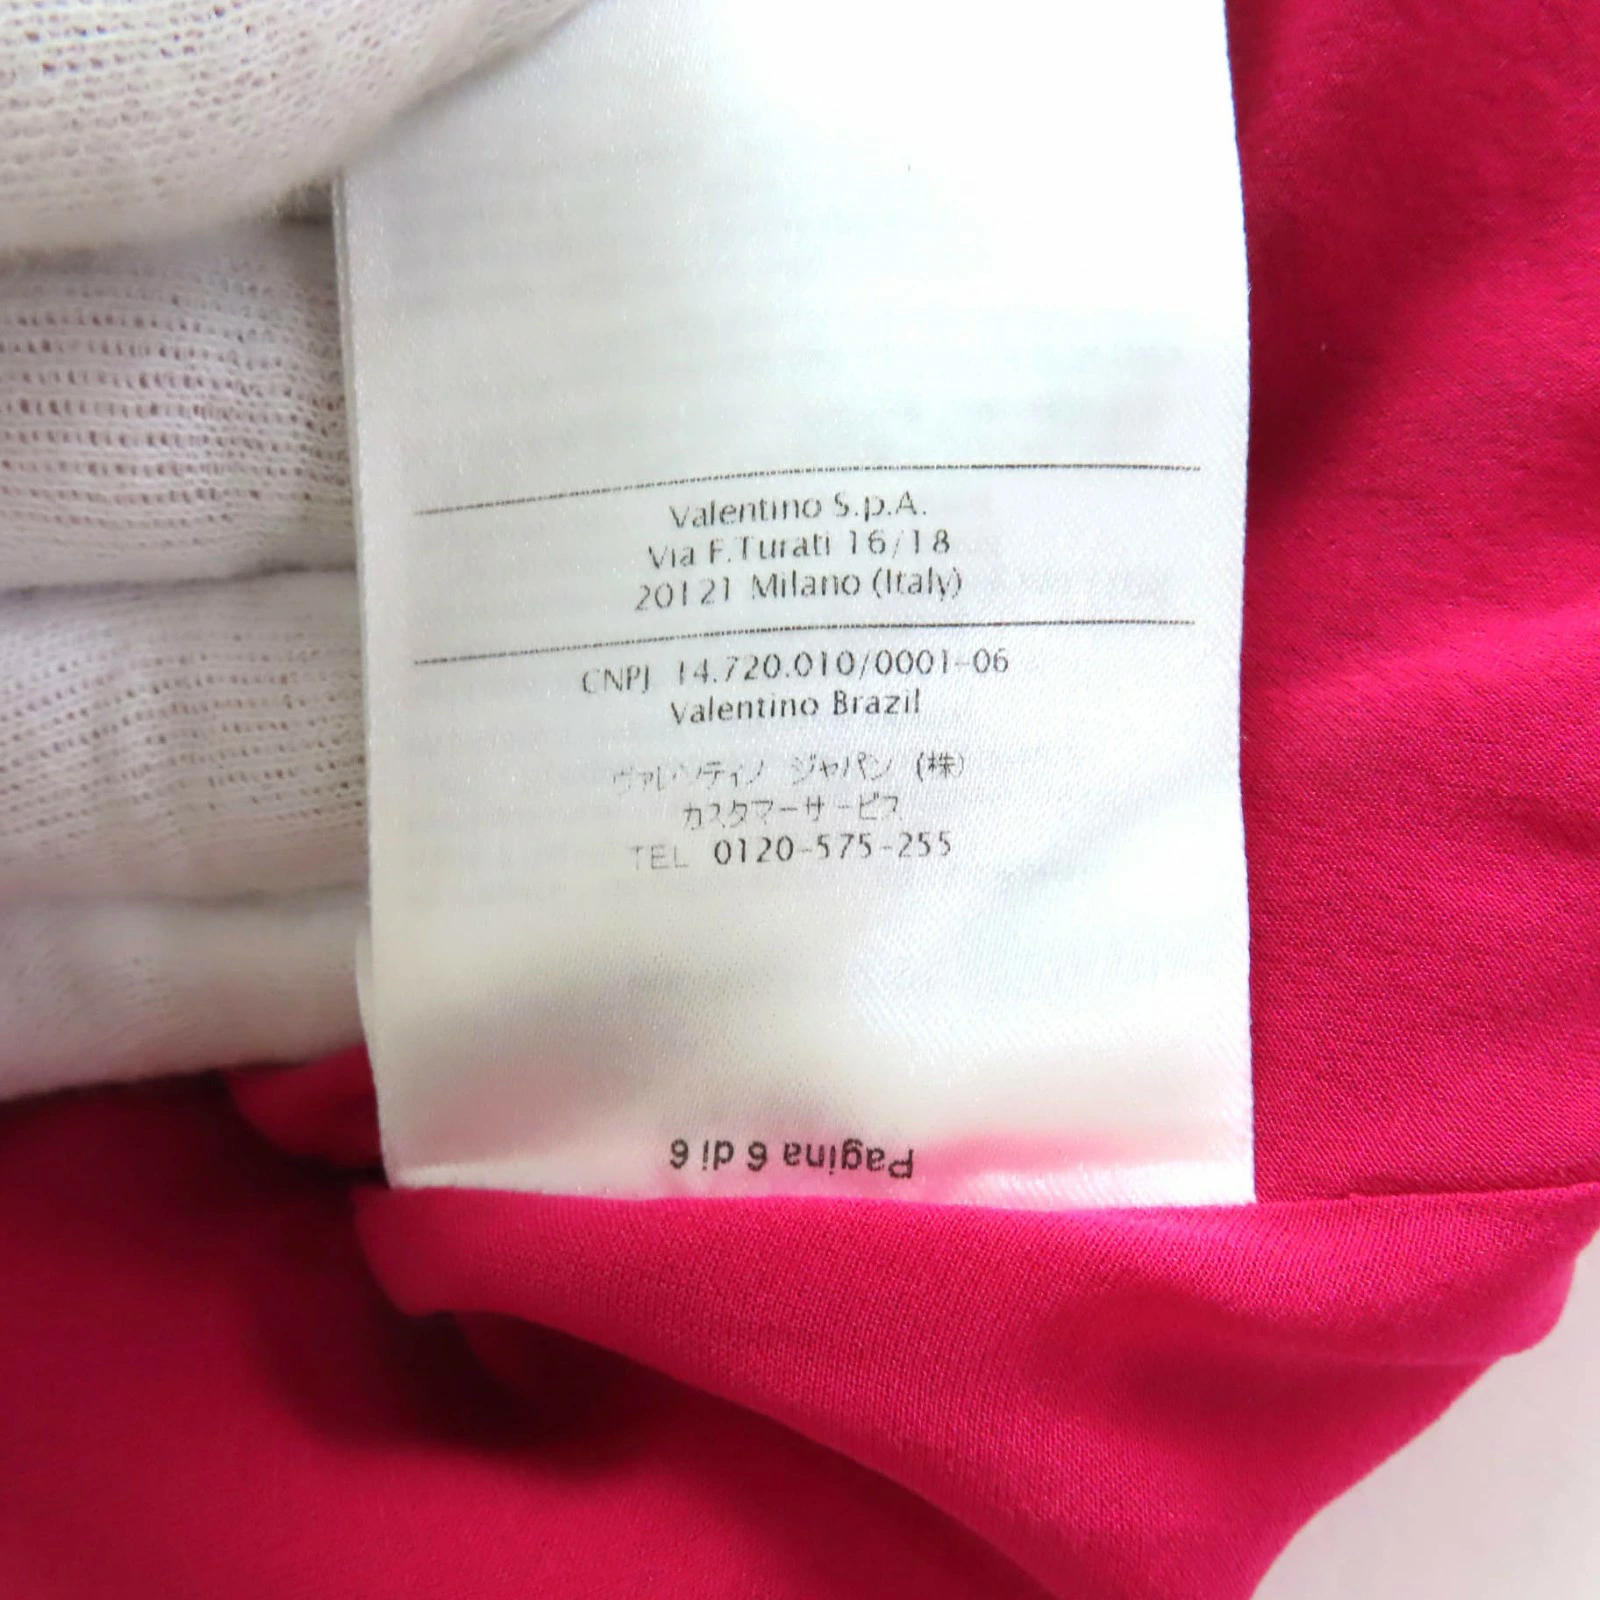 Valentino S.p.A.
Via F.Turati 16/18
20121 Milano (Italy)
CNPJ 14.720.010/0001-06
Valentino Brazil
ヴァレンティノ ジャパン (株)
カスタマーサービス
TEL 0120-575-255
Pagina 6 di 6